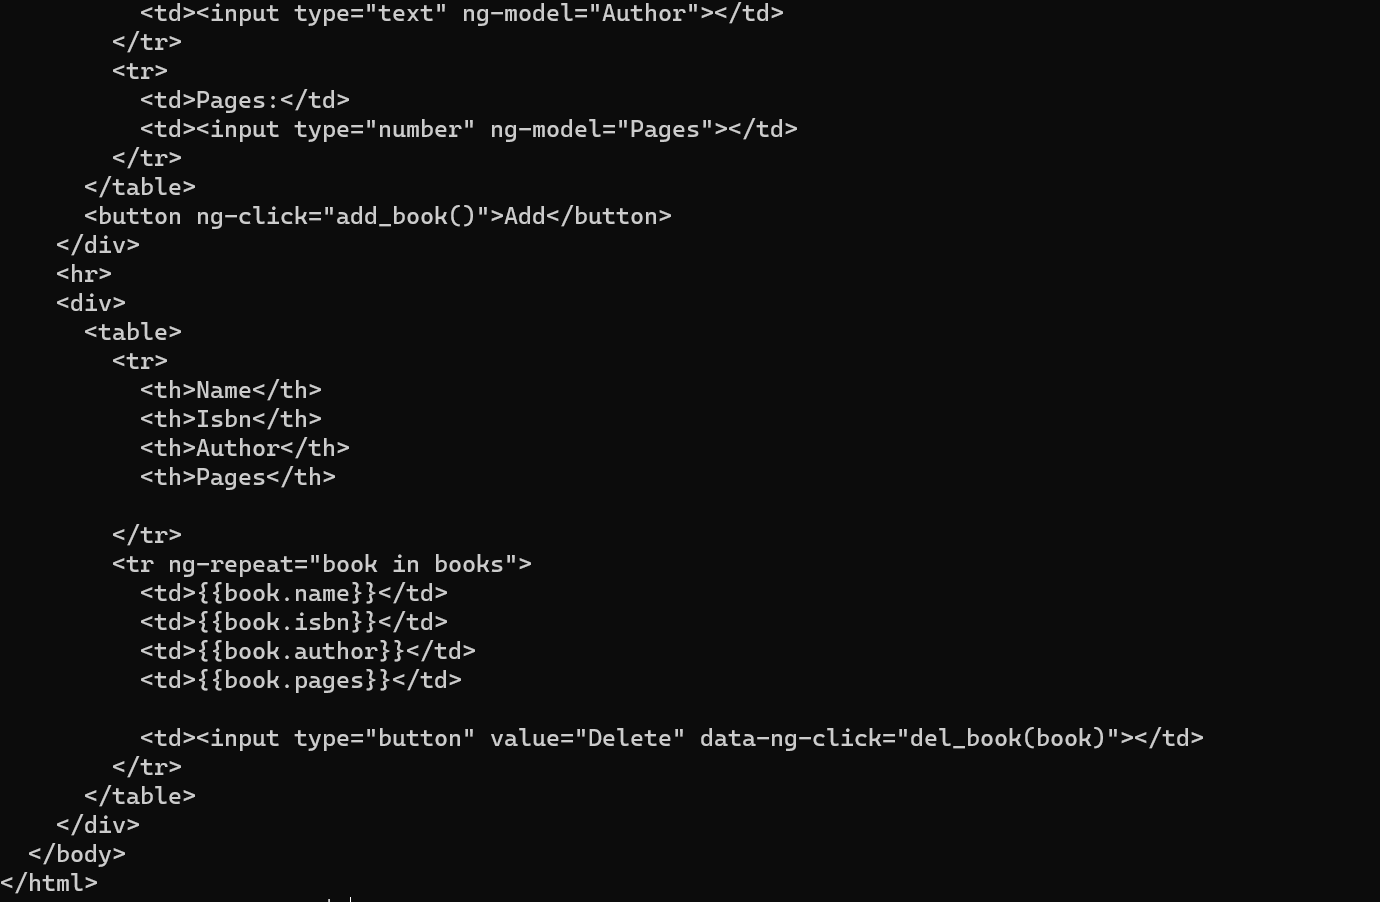 <td><input type="text" ng-model="Author"></td>
        </tr>
        <tr>
          <td>Pages:</td>
          <td><input type="number" ng-model="Pages"></td>
        </tr>
      </table>
      <button ng-click="add_book()">Add</button>
    </div>
    <hr>
    <div>
      <table>
        <tr>
          <th>Name</th>
          <th>Isbn</th>
          <th>Author</th>
          <th>Pages</th>

        </tr>
        <tr ng-repeat="book in books">
          <td>{{book.name}}</td>
          <td>{{book.isbn}}</td>
          <td>{{book.author}}</td>
          <td>{{book.pages}}</td>

          <td><input type="button" value="Delete" data-ng-click="del_book(book)"></td>
        </tr>
      </table>
    </div>
  </body>
</html>